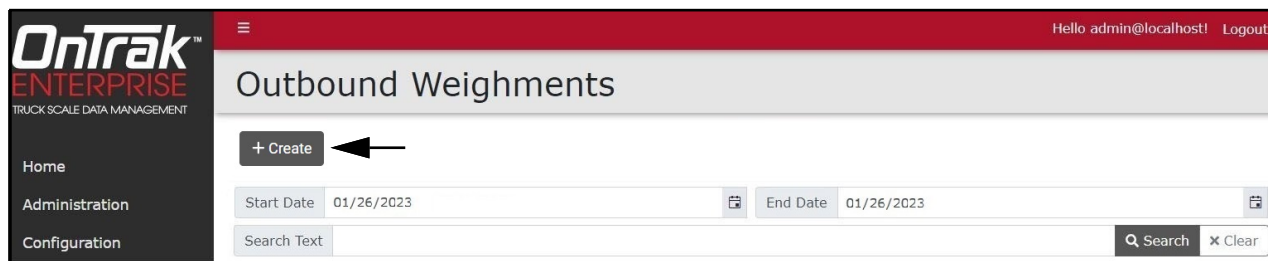 OnTrak™
ENTERPRISE
TRUCK SCALE DATA MANAGEMENT
Hello admin@localhost! Logout
Outbound Weighments
+ Create
Home
Administration
Configuration
Start Date 01/26/2023 End Date 01/26/2023
Search Text Search × Clear